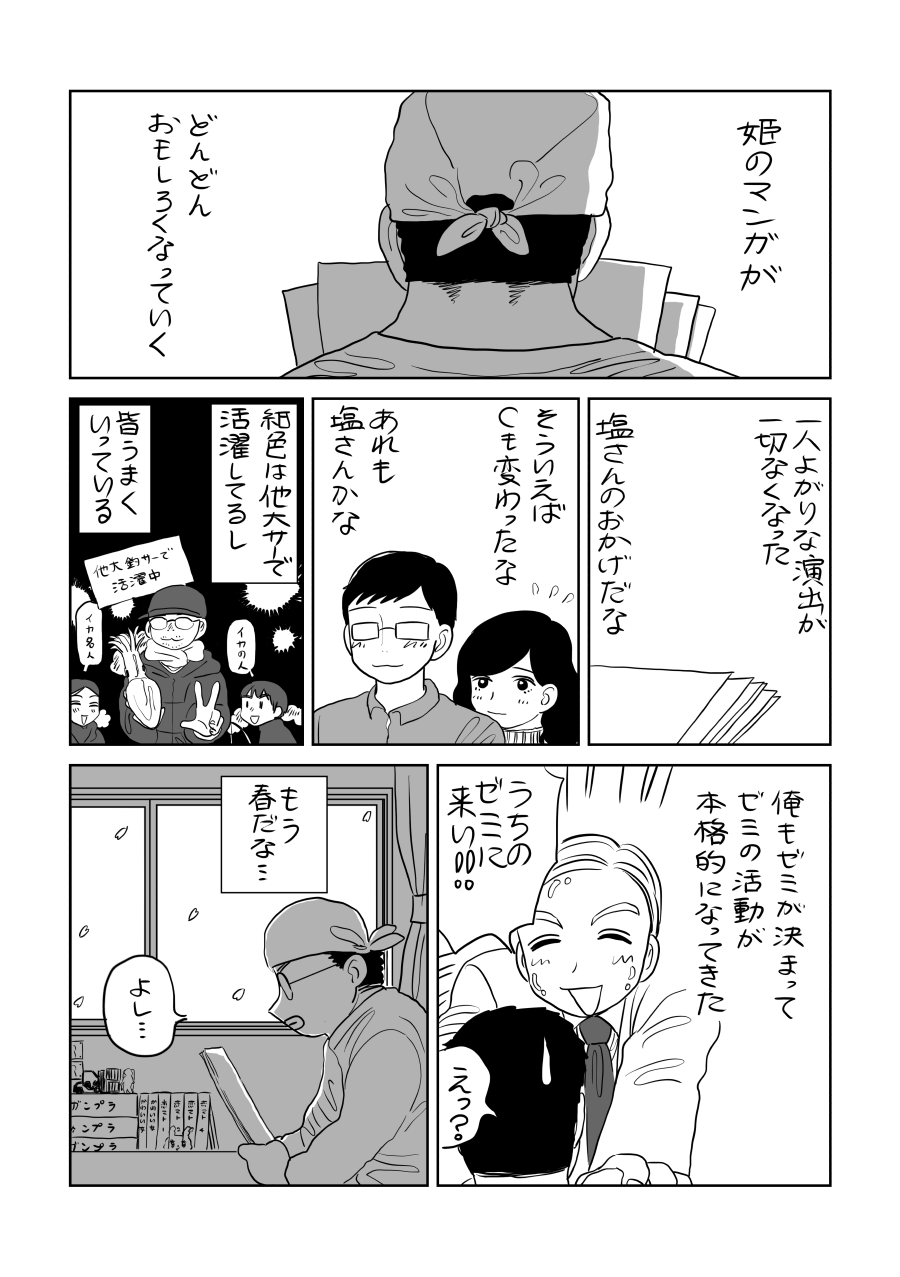 姫のマンガが
どんどん
おもしろくなっていく
一人よがりな演出が
一切なくなった
塩さんのおかげだな
そういえば
Cも変わったな
あれも
塩さんかな
紙色は他大サーで
活濯してるし
皆うまく
いっている
他大釣サーで
活濯中
イカの人
イカ名人
俺もゼミが決まって
ゼミの活動が
本格的になってきた
うちの
ゼミに
来い!!!!
えっ?
もう
春だな…
よし…
ガンプラ
ガンプラ
ガンプラ